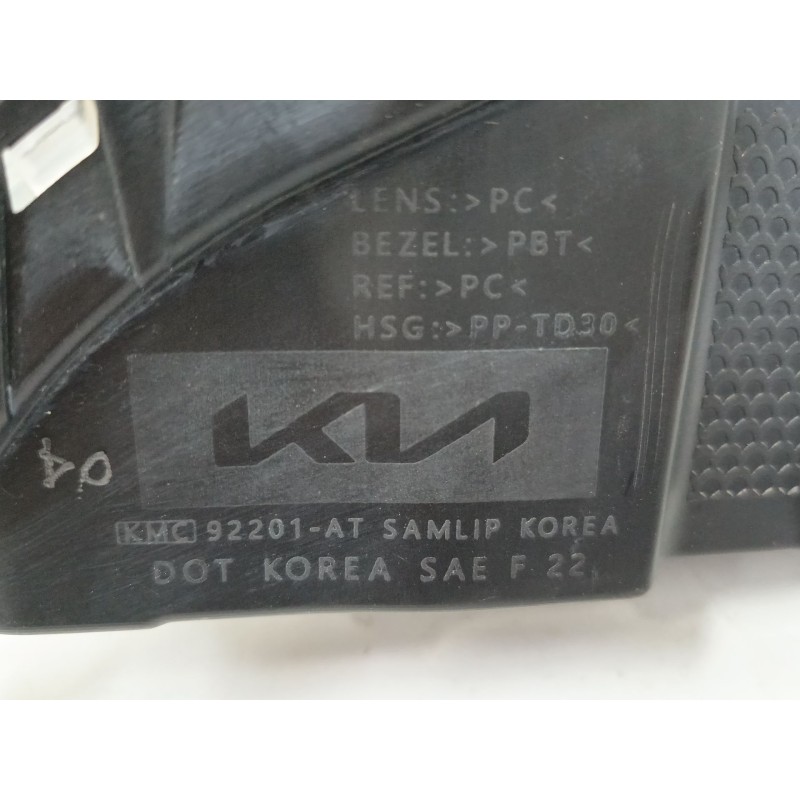 LENS:>PC<
BEZEL:>PBT<
REF:>PC<
HSG:>PP-TD30<
KIA
KMC 92201-AT SAMLIP KOREA
DOT KOREA SAE F 22